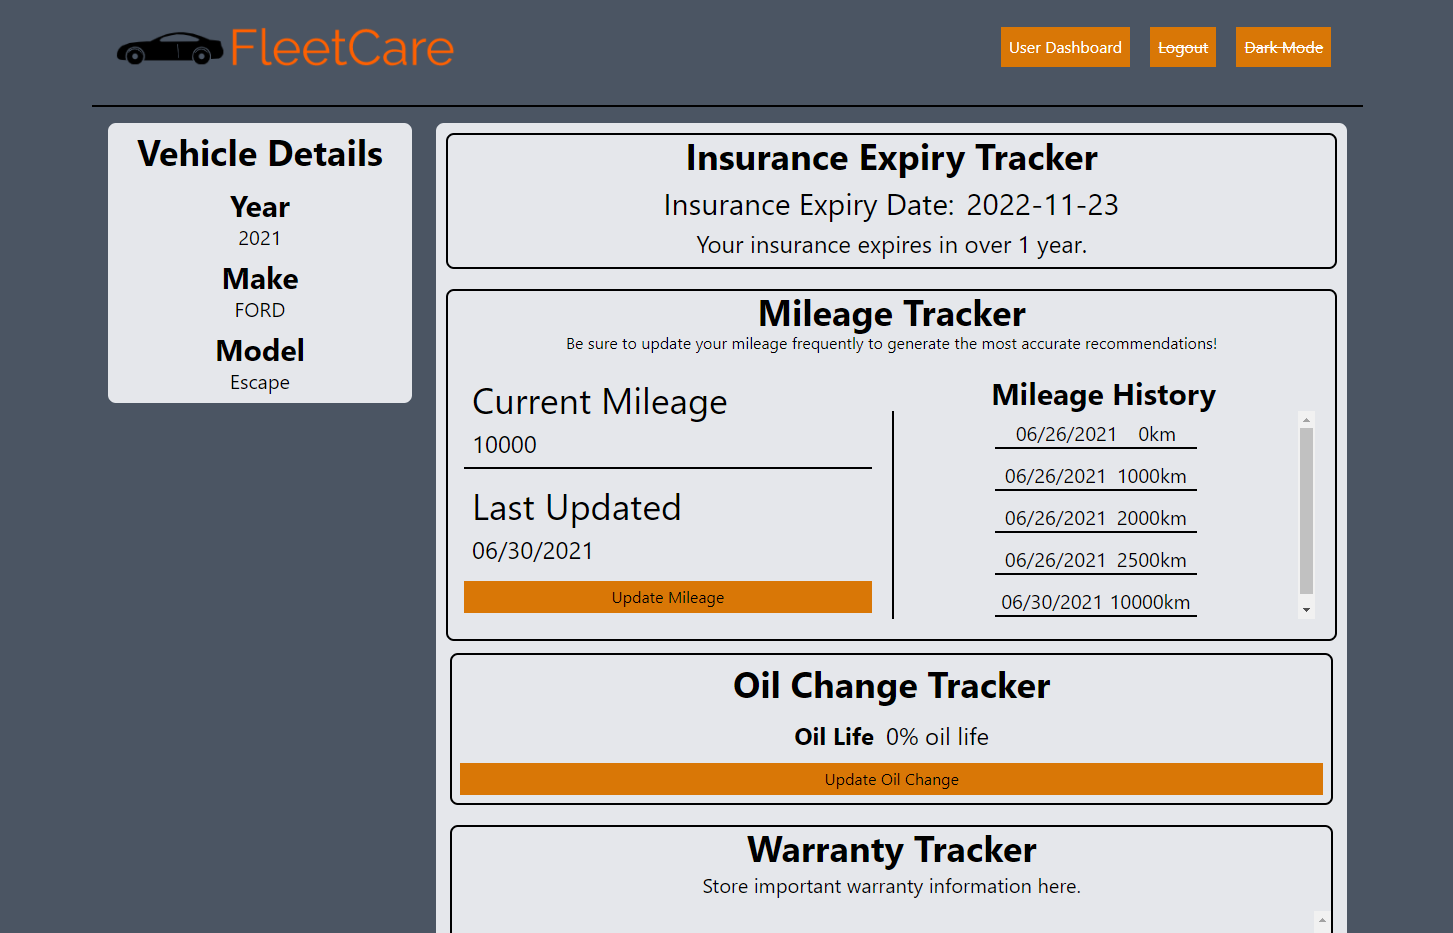 FleetCare
User Dashboard
Logout
Dark Mode
Vehicle Details
Year
2021
Make
FORD
Model
Escape
Insurance Expiry Tracker
Insurance Expiry Date: 2022-11-23
Your insurance expires in over 1 year.
Mileage Tracker
Be sure to update your mileage frequently to generate the most accurate recommendations!
Current Mileage
10000
Last Updated
06/30/2021
Update Mileage
Mileage History
06/26/2021 0km
06/26/2021 1000km
06/26/2021 2000km
06/26/2021 2500km
06/30/2021 10000km
Oil Change Tracker
Oil Life 0% oil life
Update Oil Change
Warranty Tracker
Store important warranty information here.